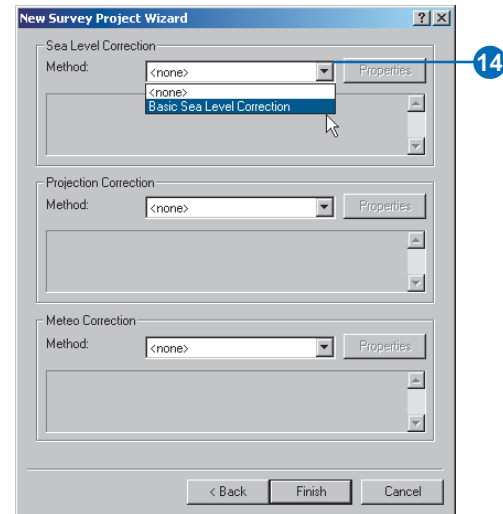 New Survey Project Wizard
Sea Level Correction
Method: <none> Properties
<none>
Basic Sea Level Correction
14
Projection Correction
Method: <none> Properties
Meteo Correction
Method: <none> Properties
< Back Finish Cancel